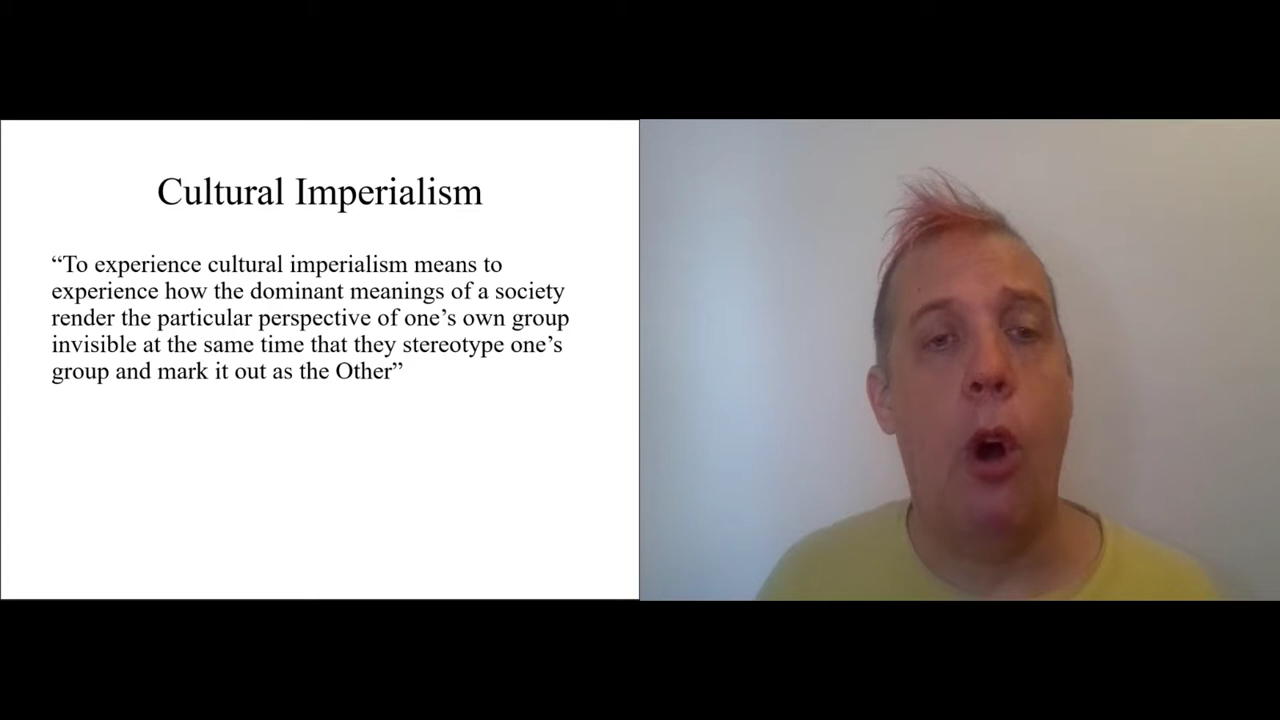 Cultural Imperialism
“To experience cultural imperialism means to
experience how the dominant meanings of a society
render the particular perspective of one’s own group
invisible at the same time that they stereotype one’s
group and mark it out as the Other”